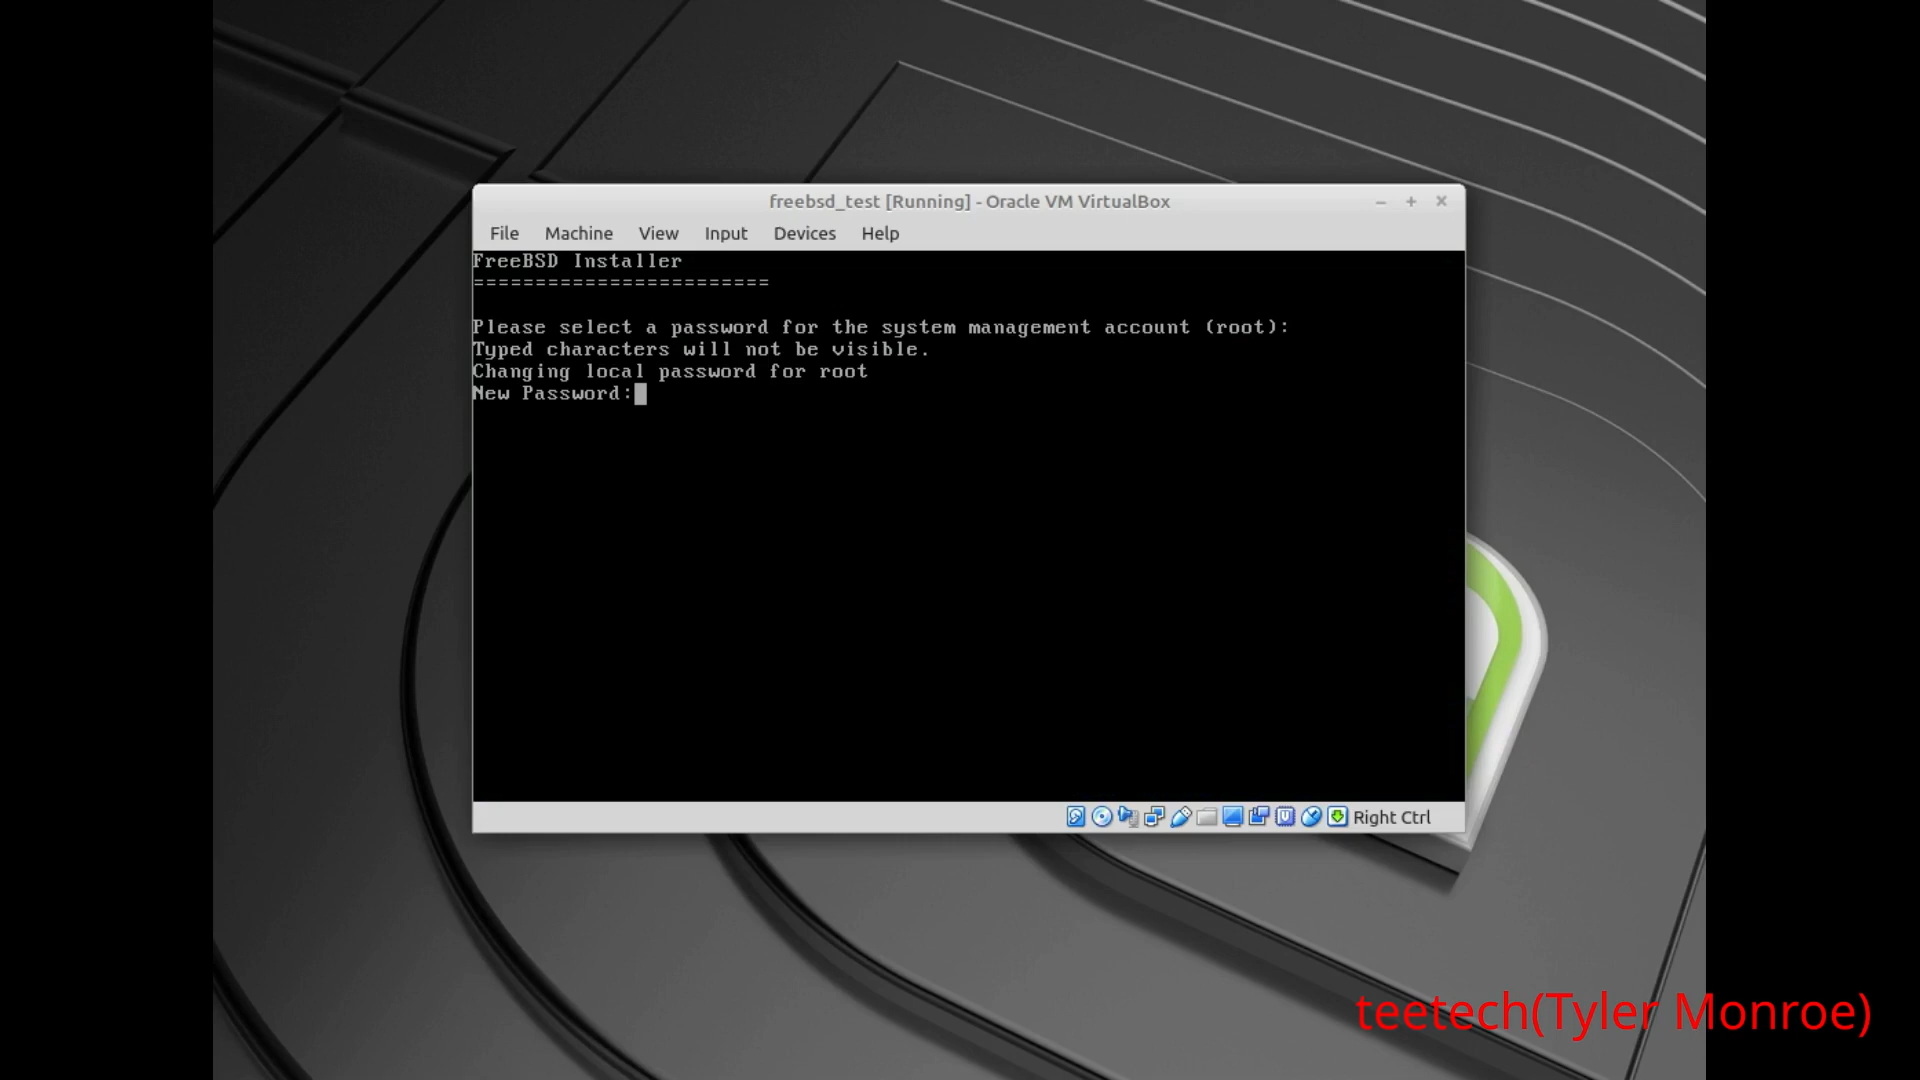 freebsd_test [Running] - Oracle VM VirtualBox
File Machine View Input Devices Help
FreeBSD Installer
========================
Please select a password for the system management account (root):
Typed characters will not be visible.
Changing local password for root
New Password:
Right Ctrl
teetech(Tyler Monroe)